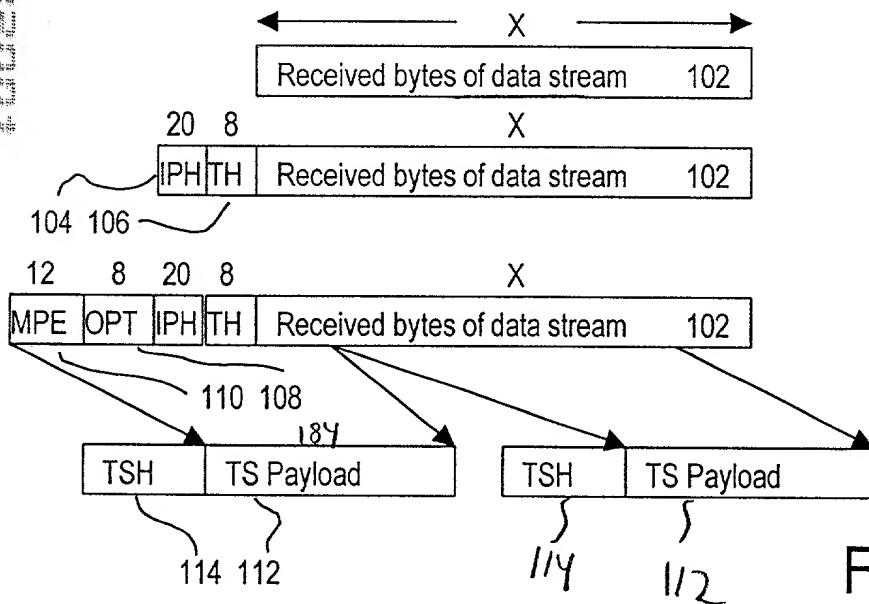 X
Received bytes of data stream 102
20 8 X
IPH TH Received bytes of data stream 102
104 106
12 8 20 8 X
MPE OPT IPH TH Received bytes of data stream 102
110 108
184
TSH TS Payload TSH TS Payload
114 112 114 112
F